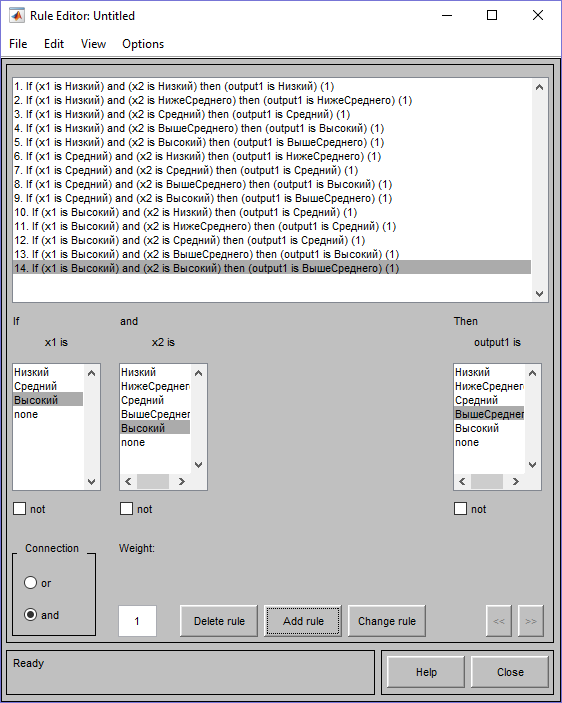 Rule Editor: Untitled
File Edit View Options
1. If (x1 is Низкий) and (x2 is Низкий) then (output1 is Низкий) (1)
2. If (x1 is Низкий) and (x2 is НижеСреднего) then (output1 is НижеСреднего) (1)
3. If (x1 is Низкий) and (x2 is Средний) then (output1 is Средний) (1)
4. If (x1 is Низкий) and (x2 is ВышеСреднего) then (output1 is Высокий) (1)
5. If (x1 is Низкий) and (x2 is Высокий) then (output1 is ВышеСреднего) (1)
6. If (x1 is Средний) and (x2 is Низкий) then (output1 is НижеСреднего) (1)
7. If (x1 is Средний) and (x2 is Средний) then (output1 is Средний) (1)
8. If (x1 is Средний) and (x2 is ВышеСреднего) then (output1 is Высокий) (1)
9. If (x1 is Средний) and (x2 is Высокий) then (output1 is ВышеСреднего) (1)
10. If (x1 is Высокий) and (x2 is Низкий) then (output1 is Средний) (1)
11. If (x1 is Высокий) and (x2 is НижеСреднего) then (output1 is Средний) (1)
12. If (x1 is Высокий) and (x2 is Средний) then (output1 is Средний) (1)
13. If (x1 is Высокий) and (x2 is ВышеСреднего) then (output1 is Высокий) (1)
14. If (x1 is Высокий) and (x2 is Высокий) then (output1 is ВышеСреднего) (1)
If
x1 is
Низкий
Средний
Высокий
none
not
and
x2 is
Низкий
НижеСреднег
Средний
ВышеСреднег
Высокий
none
not
Then
output1 is
Низкий
НижеСреднег
Средний
ВышеСреднег
Высокий
none
not
Connection
or
and
Weight:
1
Delete rule
Add rule
Change rule
<<
>>
Ready
Help
Close